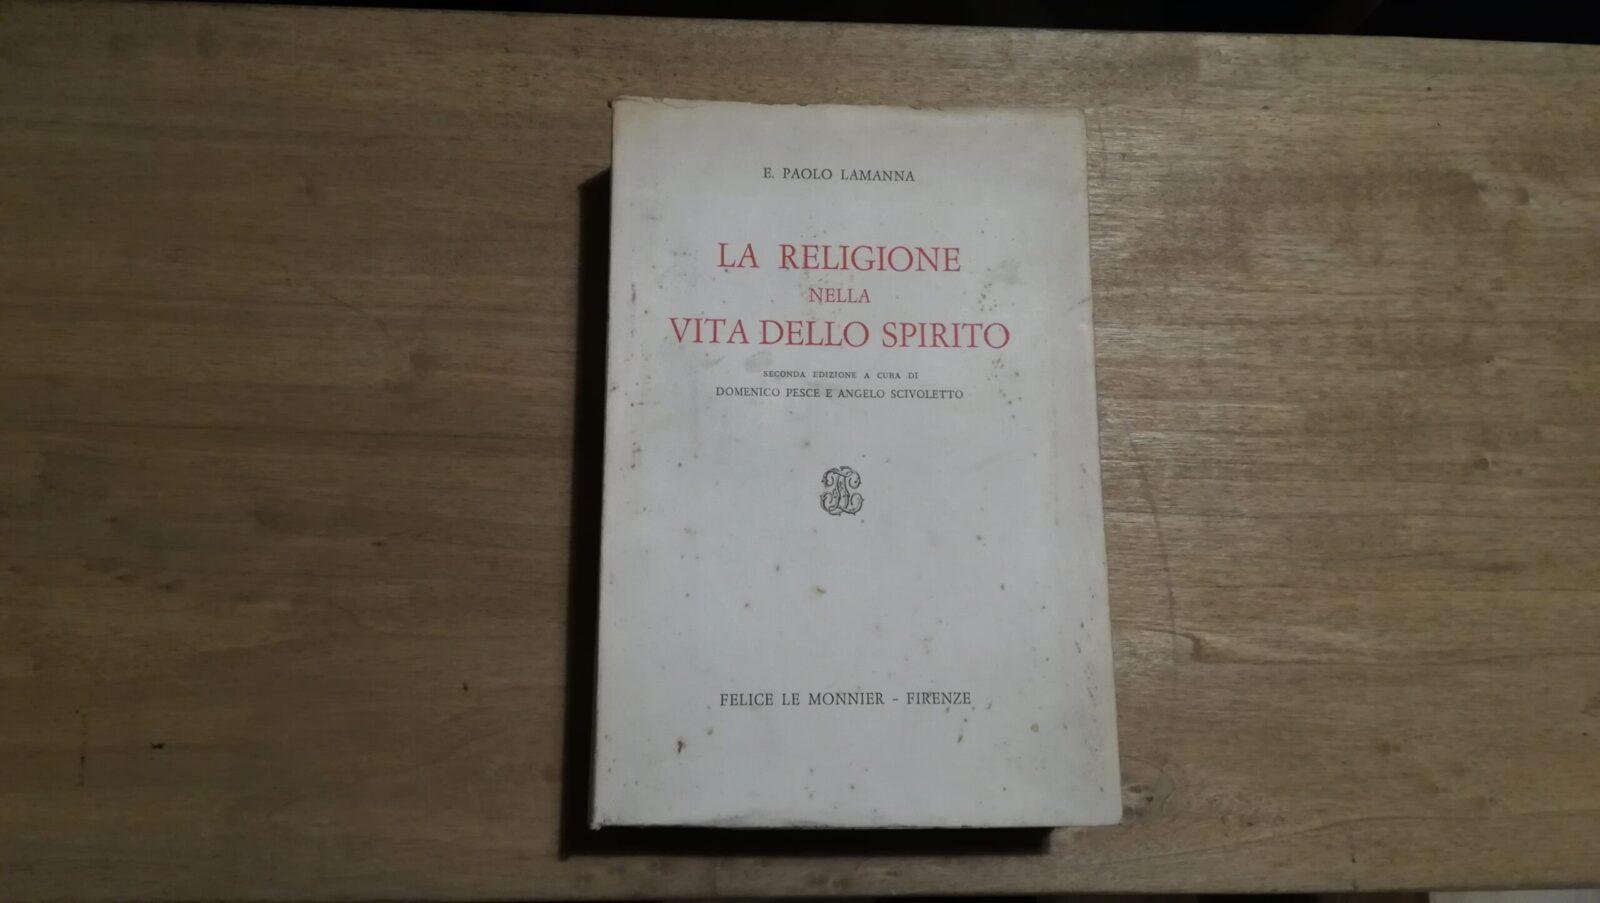 E. PAOLO LAMANNA
LA RELIGIONE
NELLA
VITA DELLO SPIRITO
SECONDA EDIZIONE A CURA DI
DOMENICO PESCE E ANGELO SCIVOLETTO
FELICE LE MONNIER - FIRENZE